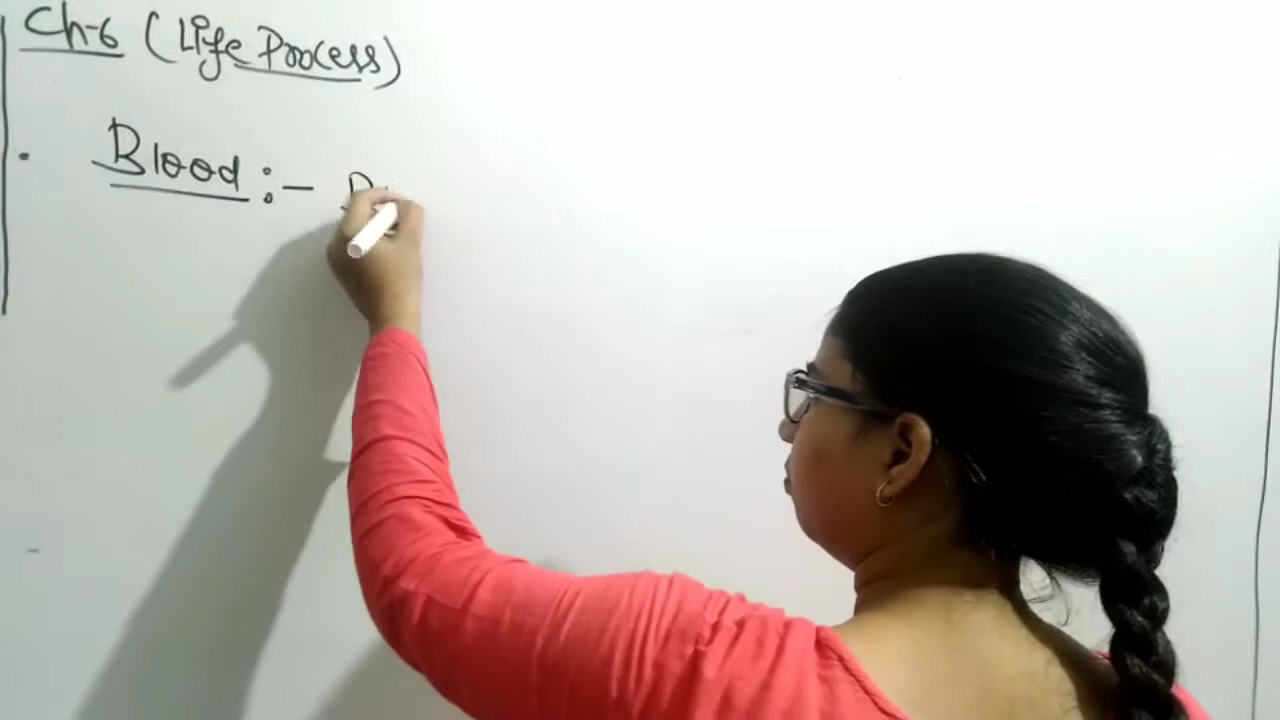 Ch-6 (Life Process)
• Blood :-